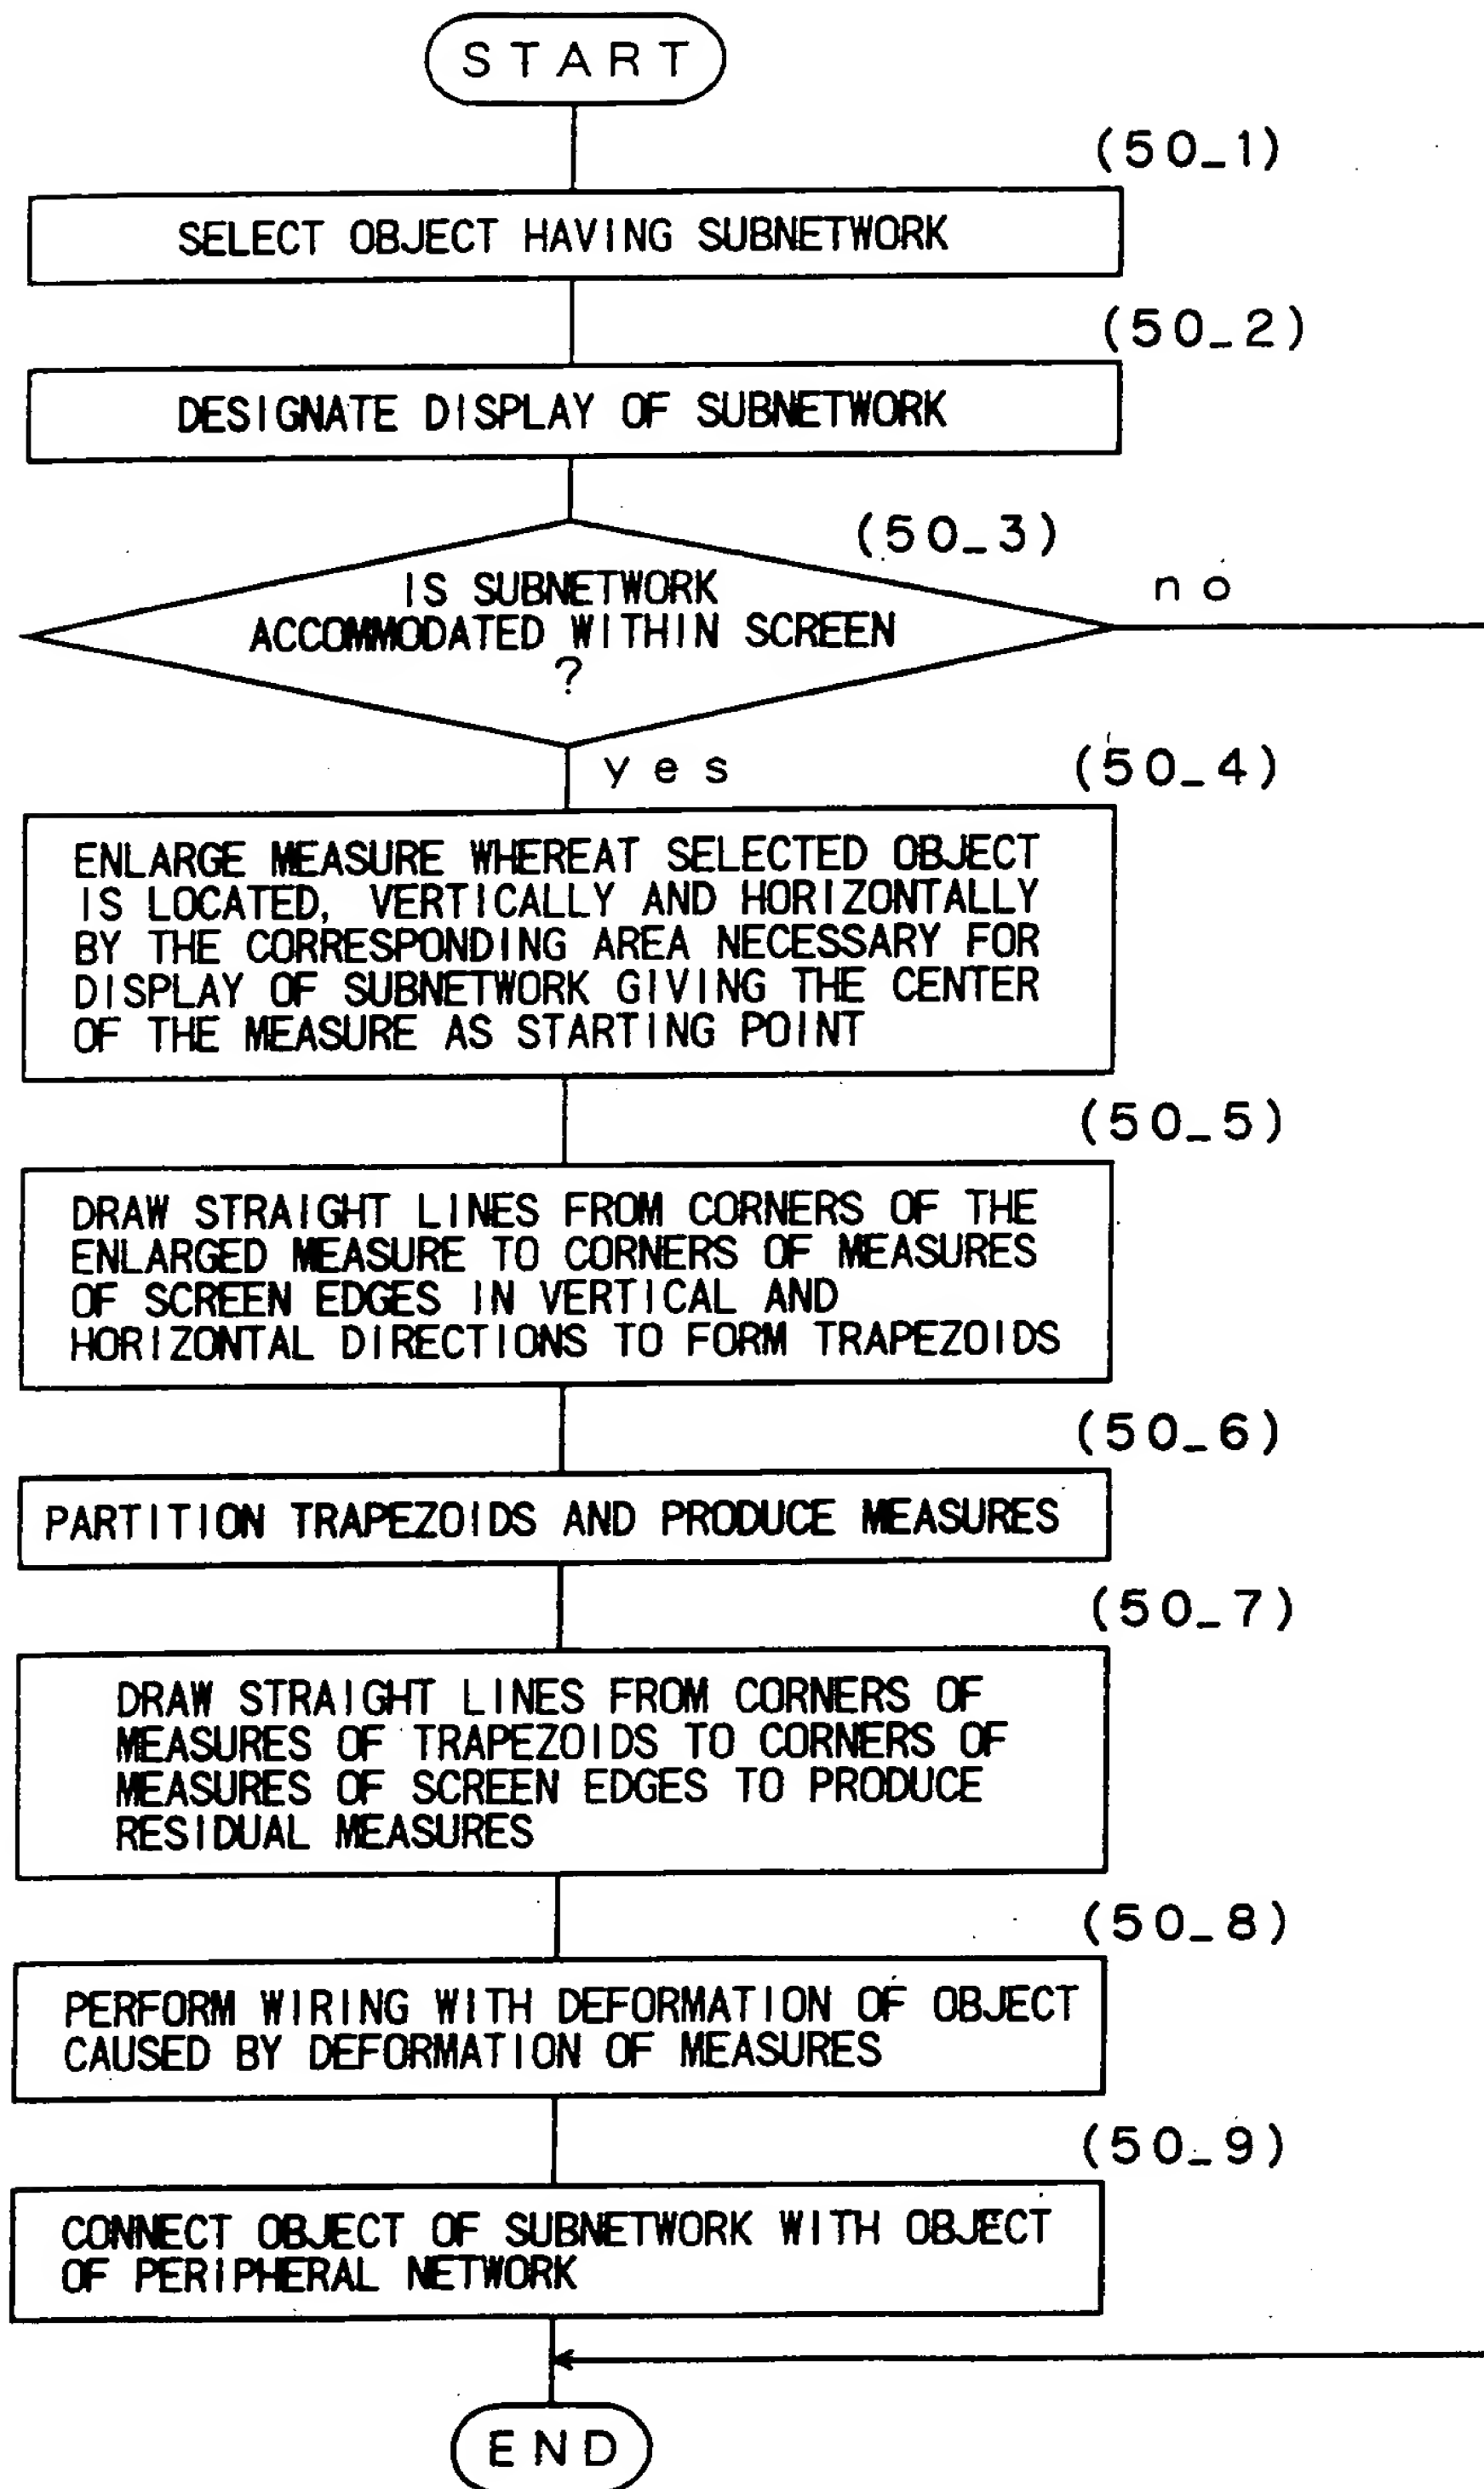 START
(50_1)
SELECT OBJECT HAVING SUBNETWORK
(50_2)
DESIGNATE DISPLAY OF SUBNETWORK
(50_3)
IS SUBNETWORK
ACCOMMODATED WITHIN SCREEN
?
no
yes
(50_4)
ENLARGE MEASURE WHEREAT SELECTED OBJECT
IS LOCATED, VERTICALLY AND HORIZONTALLY
BY THE CORRESPONDING AREA NECESSARY FOR
DISPLAY OF SUBNETWORK GIVING THE CENTER
OF THE MEASURE AS STARTING POINT
(50_5)
DRAW STRAIGHT LINES FROM CORNERS OF THE
ENLARGED MEASURE TO CORNERS OF MEASURES
OF SCREEN EDGES IN VERTICAL AND
HORIZONTAL DIRECTIONS TO FORM TRAPEZOIDS
(50_6)
PARTITION TRAPEZOIDS AND PRODUCE MEASURES
(50_7)
DRAW STRAIGHT LINES FROM CORNERS OF
MEASURES OF TRAPEZOIDS TO CORNERS OF
MEASURES OF SCREEN EDGES TO PRODUCE
RESIDUAL MEASURES
(50_8)
PERFORM WIRING WITH DEFORMATION OF OBJECT
CAUSED BY DEFORMATION OF MEASURES
(50_9)
CONNECT OBJECT OF SUBNETWORK WITH OBJECT
OF PERIPHERAL NETWORK
END